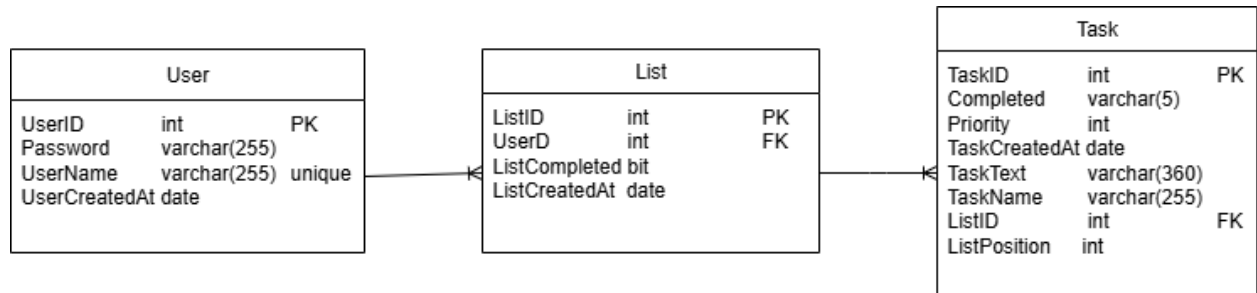 User
UserID int PK
Password varchar(255)
UserName varchar(255) unique
UserCreatedAt date
List
ListID int PK
UserD int FK
ListCompleted bit
ListCreatedAt date
Task
TaskID int PK
Completed varchar(5)
Priority int
TaskCreatedAt date
TaskText varchar(360)
TaskName varchar(255)
ListID int FK
ListPosition int